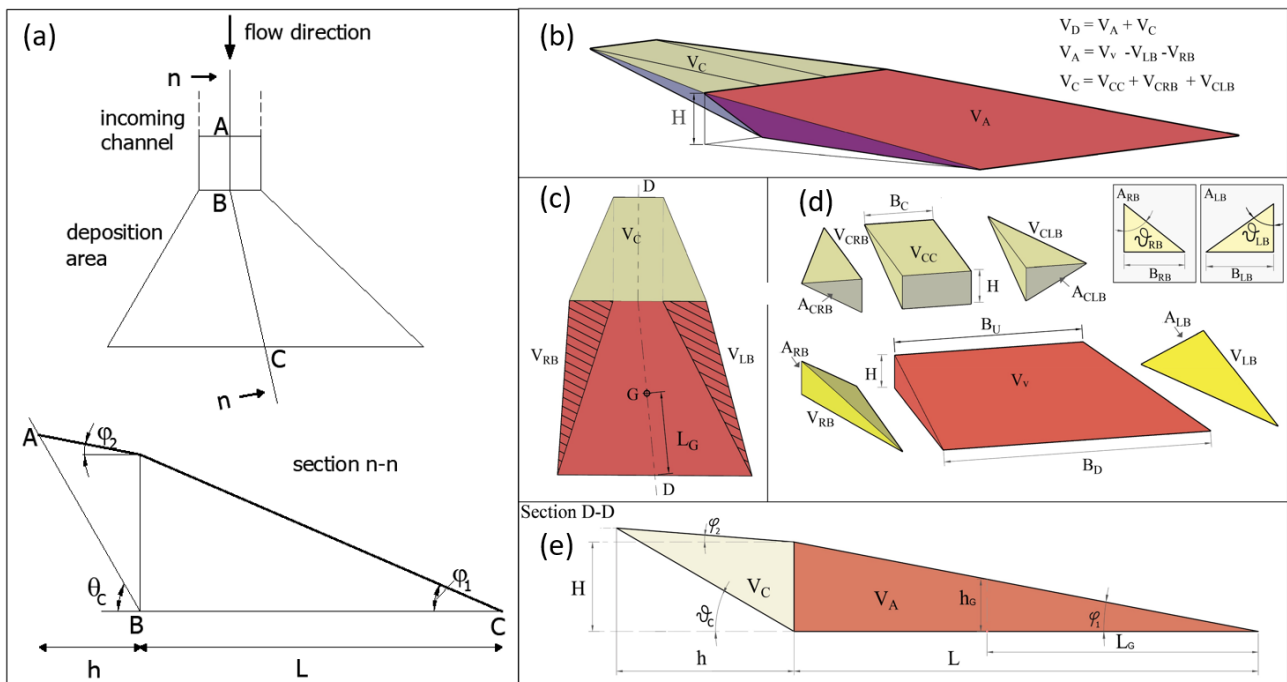 (a)
flow direction
n
incoming
channel
A
B
deposition
area
C
n
A
φ2
section n-n
θC
φ1
B
C
h
L
(b)
VD = VA + VC
VA = Vv -VLB -VRB
VC = VCC + VCRB + VCLB
VC
H
VA
(c)
D
VC
VRB
VLB
G
LG
D
(d)
BC
VCRB
VCC
VCLB
H
ACRB
ACLB
ARB
ϑRB
BRB
ALB
ϑLB
BLB
BU
ARB
H
Vv
VRB
BD
ALB
VLB
Section D-D
(e)
φ2
H
VC
VA
hG
ϑC
φ1
LG
h
L